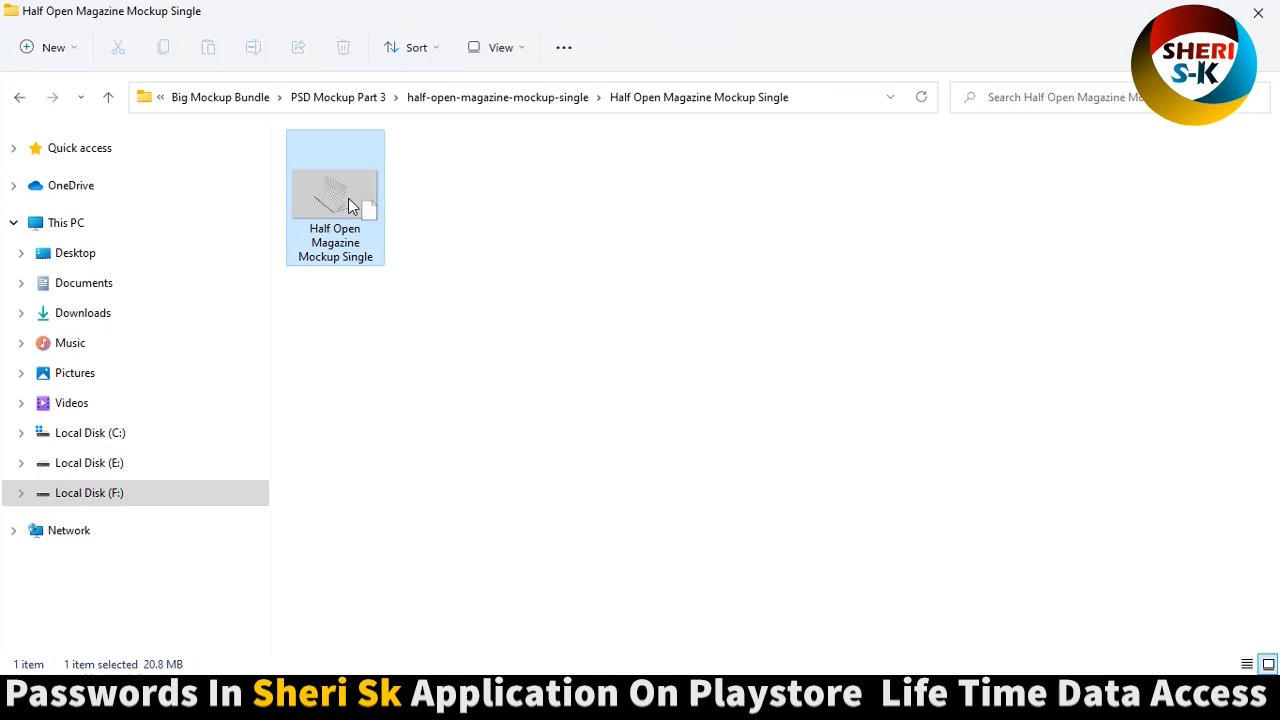 Half Open Magazine Mockup Single
New
Sort
View
SHERI
S-K
Big Mockup Bundle
PSD Mockup Part 3
half-open-magazine-mockup-single
Half Open Magazine Mockup Single
Search Half Open Magazine Mo
Quick access
OneDrive
This PC
Desktop
Documents
Downloads
Music
Pictures
Videos
Local Disk (C:)
Local Disk (E:)
Local Disk (F:)
Network
Half Open
Magazine
Mockup Single
1 item
1 item selected 20.8 MB
Passwords In Sheri Sk Application On Playstore Life Time Data Access